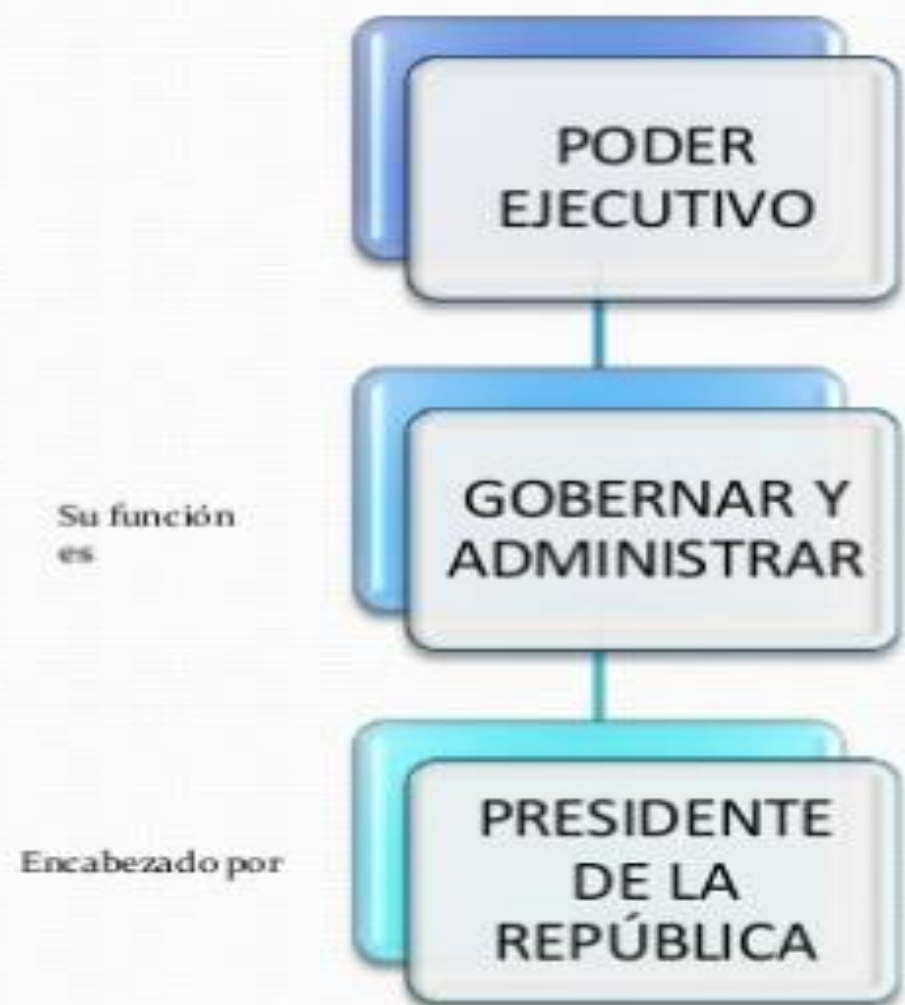 PODER
EJECUTIVO
Su función
es
GOBERNAR Y
ADMINISTRAR
Encabezado por
PRESIDENTE
DE LA
REPÚBLICA